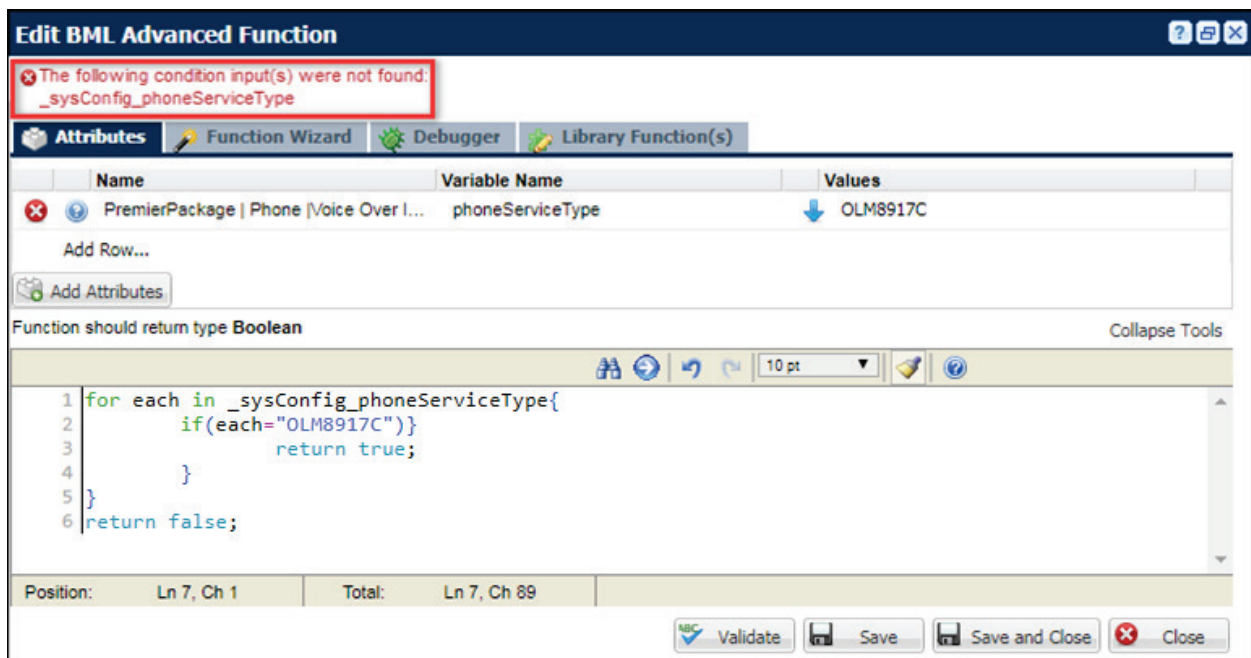 Edit BML Advanced Function
The following condition input(s) were not found:
_sysConfig_phoneServiceType
Attributes Function Wizard Debugger Library Function(s)
Name Variable Name Values
PremierPackage | Phone |Voice Over I... phoneServiceType OLM8917C
Add Row...
Add Attributes
Function should return type Boolean Collapse Tools
10 pt
1 for each in _sysConfig_phoneServiceType{
2 if(each="OLM8917C")}
3 return true;
4 }
5 }
6 return false;
Position: Ln 7, Ch 1 Total: Ln 7, Ch 89
ABC Validate Save Save and Close Close